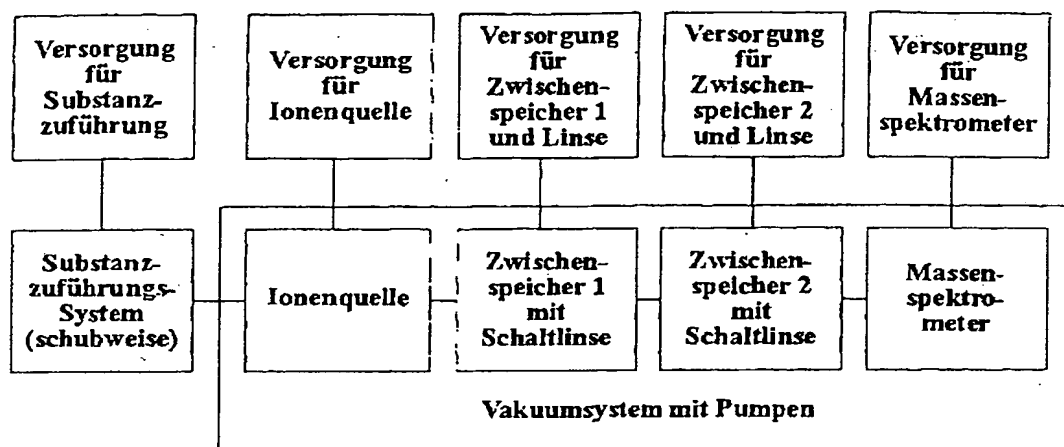 Versorgung
für
Substanz-
zuführung
Versorgung
für
Ionenquelle
Versorgung
für
Zwischen-
speicher 1
und Linse
Versorgung
für
Zwischen-
speicher 2
und Linse
Versorgung
für
Massen-
spektrometer
Substanz-
zuführungs-
System
(schubweise)
Ionenquelle
Zwischen-
speicher 1
mit
Schaltlinse
Zwischen-
speicher 2
mit
Schaltlinse
Massen-
spektro-
meter
Vakuumsystem mit Pumpen